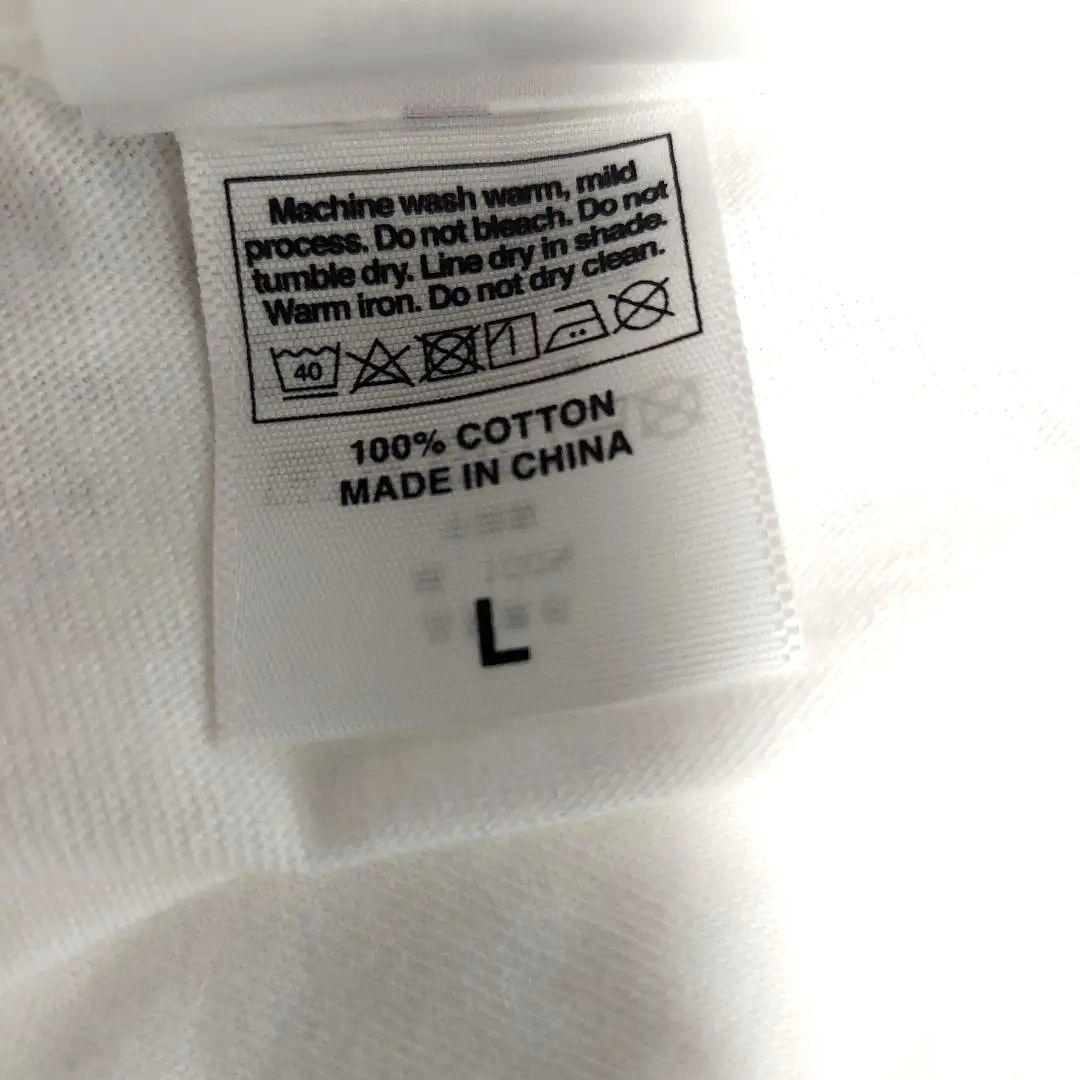 Machine wash warm, mild
process. Do not bleach. Do not
tumble dry. Line dry in shade.
Warm iron. Do not dry clean.
40
100% COTTON
MADE IN CHINA
L